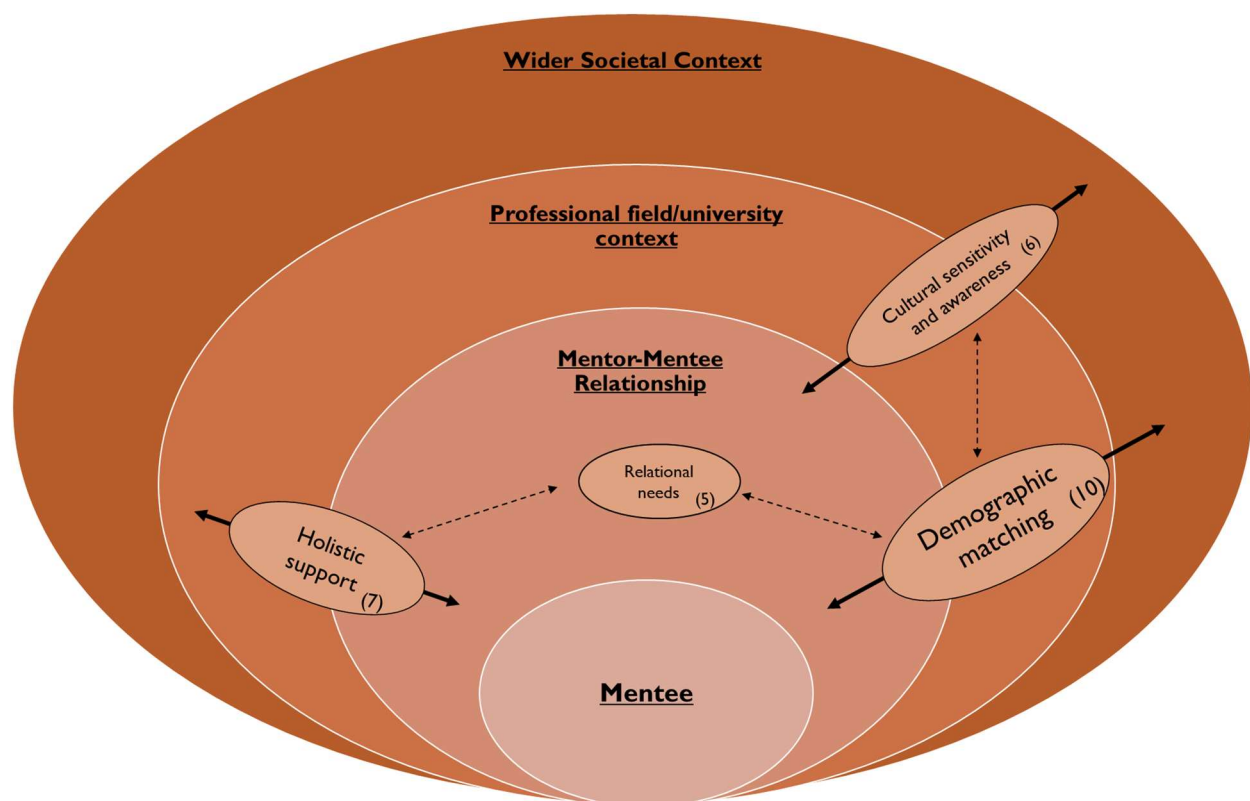 Wider Societal Context
Professional field/university
context
Cultural sensitivity
and awareness
(6)
Mentor-Mentee
Relationship
Relational
needs
(5)
Demographic
matching
(10)
Holistic
support
(7)
Mentee